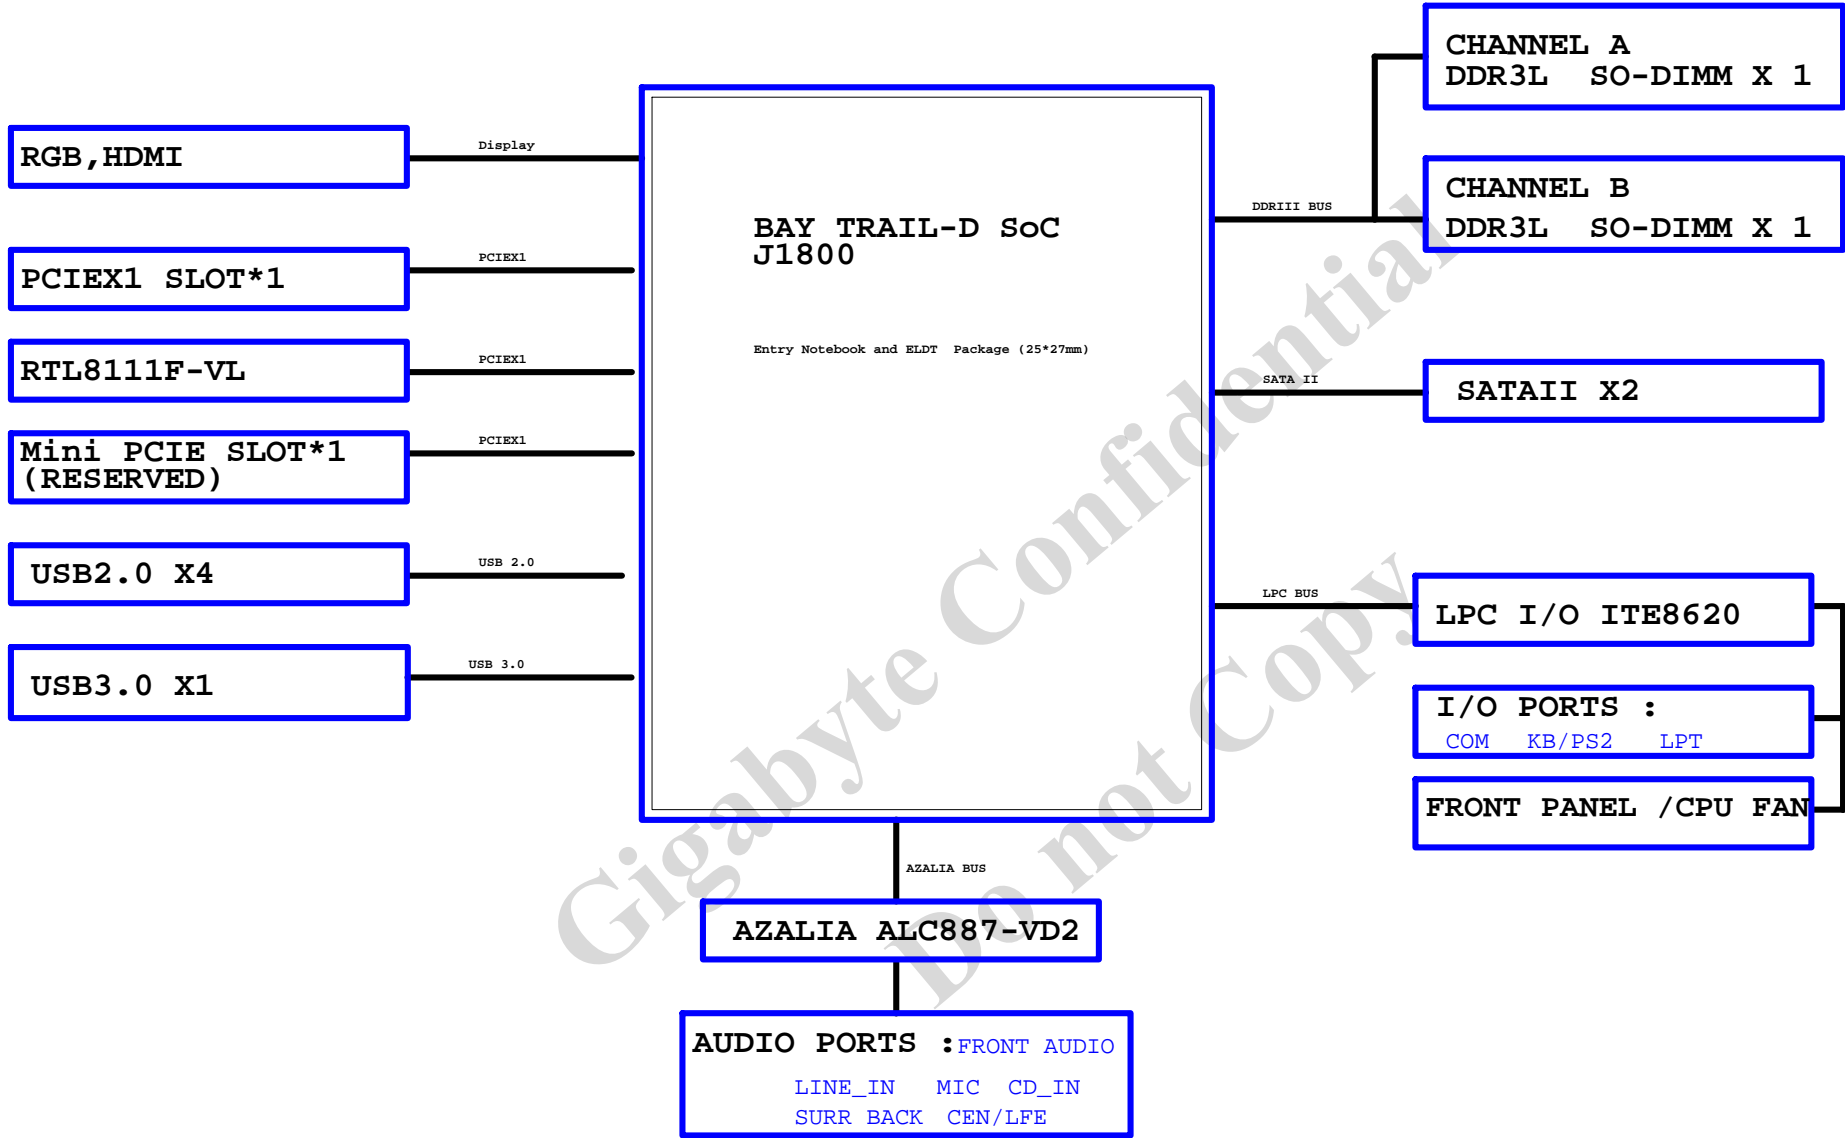 CHANNEL A
DDR3L SO-DIMM X 1
RGB,HDMI
Display
CHANNEL B
DDR3L SO-DIMM X 1
DDRIII BUS
BAY TRAIL-D SoC
J1800
PCIEX1 SLOT*1
PCIEX1
Entry Notebook and ELDT Package (25*27mm)
RTL8111F-VL
PCIEX1
SATA II
SATAII X2
Mini PCIE SLOT*1
(RESERVED)
PCIEX1
USB2.0 X4
USB 2.0
LPC BUS
LPC I/O ITE8620
USB3.0 X1
USB 3.0
I/O PORTS :
COM KB/PS2 LPT
FRONT PANEL /CPU FAN
AZALIA BUS
AZALIA ALC887-VD2
AUDIO PORTS :FRONT AUDIO
LINE_IN MIC CD_IN
SURR BACK CEN/LFE
Gigabyte Confidential
Do not Copy